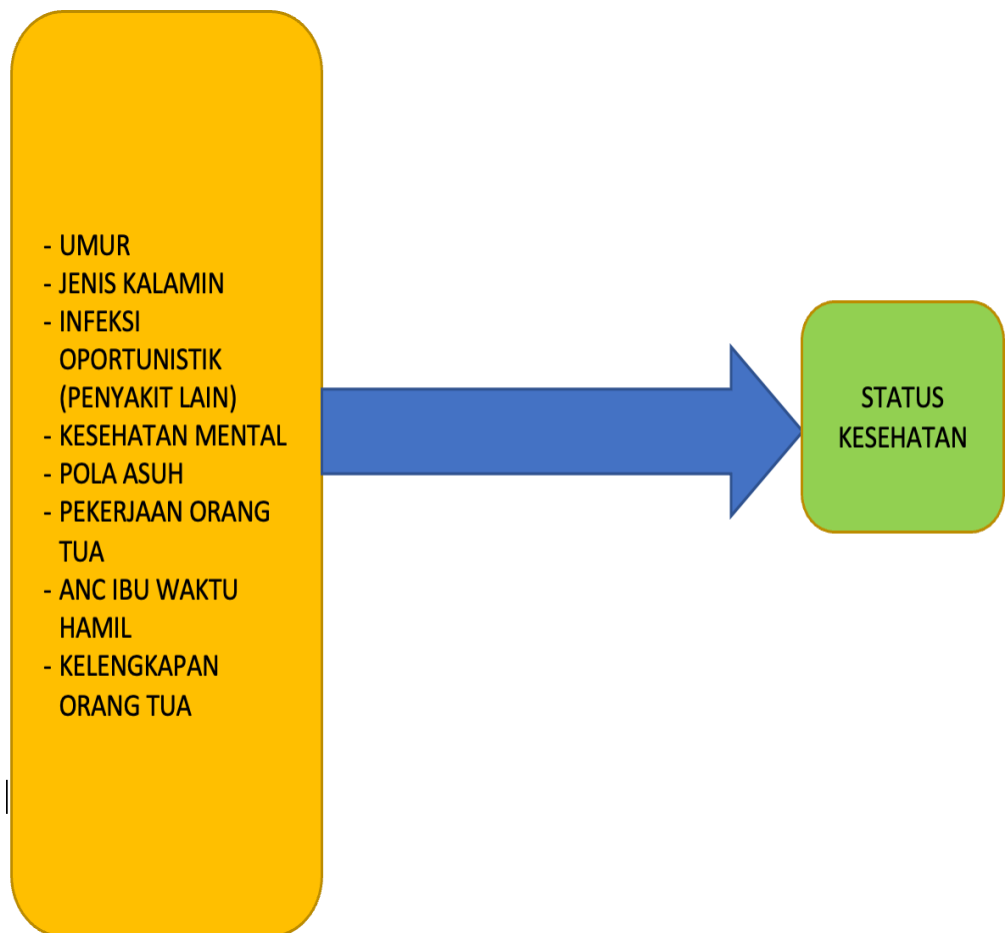 - UMUR
- JENIS KALAMIN
- INFEKSI
OPORTUNISTIK
(PENYAKIT LAIN)
- KESEHATAN MENTAL
- POLA ASUH
- PEKERJAAN ORANG
TUA
- ANC IBU WAKTU
HAMIL
- KELENGKAPAN
ORANG TUA
STATUS
KESEHATAN